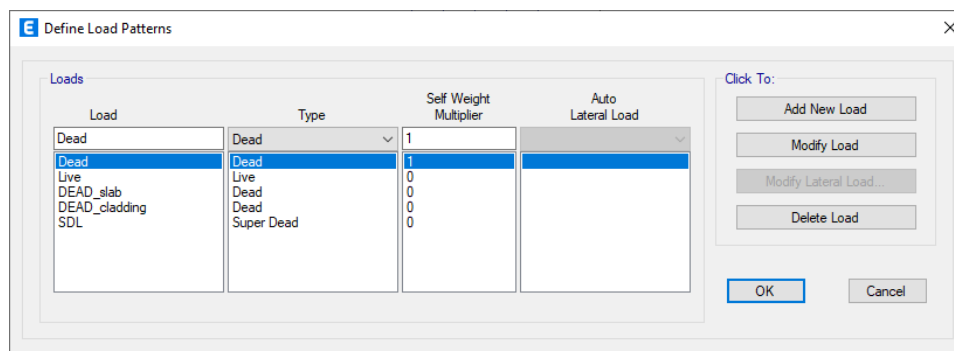 E Define Load Patterns
Loads
Click To:
Load Type Self Weight Multiplier Auto Lateral Load
Dead Dead 1
Dead Dead 1
Live Live 0
DEAD_slab Dead 0
DEAD_cladding Dead 0
SDL Super Dead 0
Add New Load
Modify Load
Modify Lateral Load...
Delete Load
OK Cancel